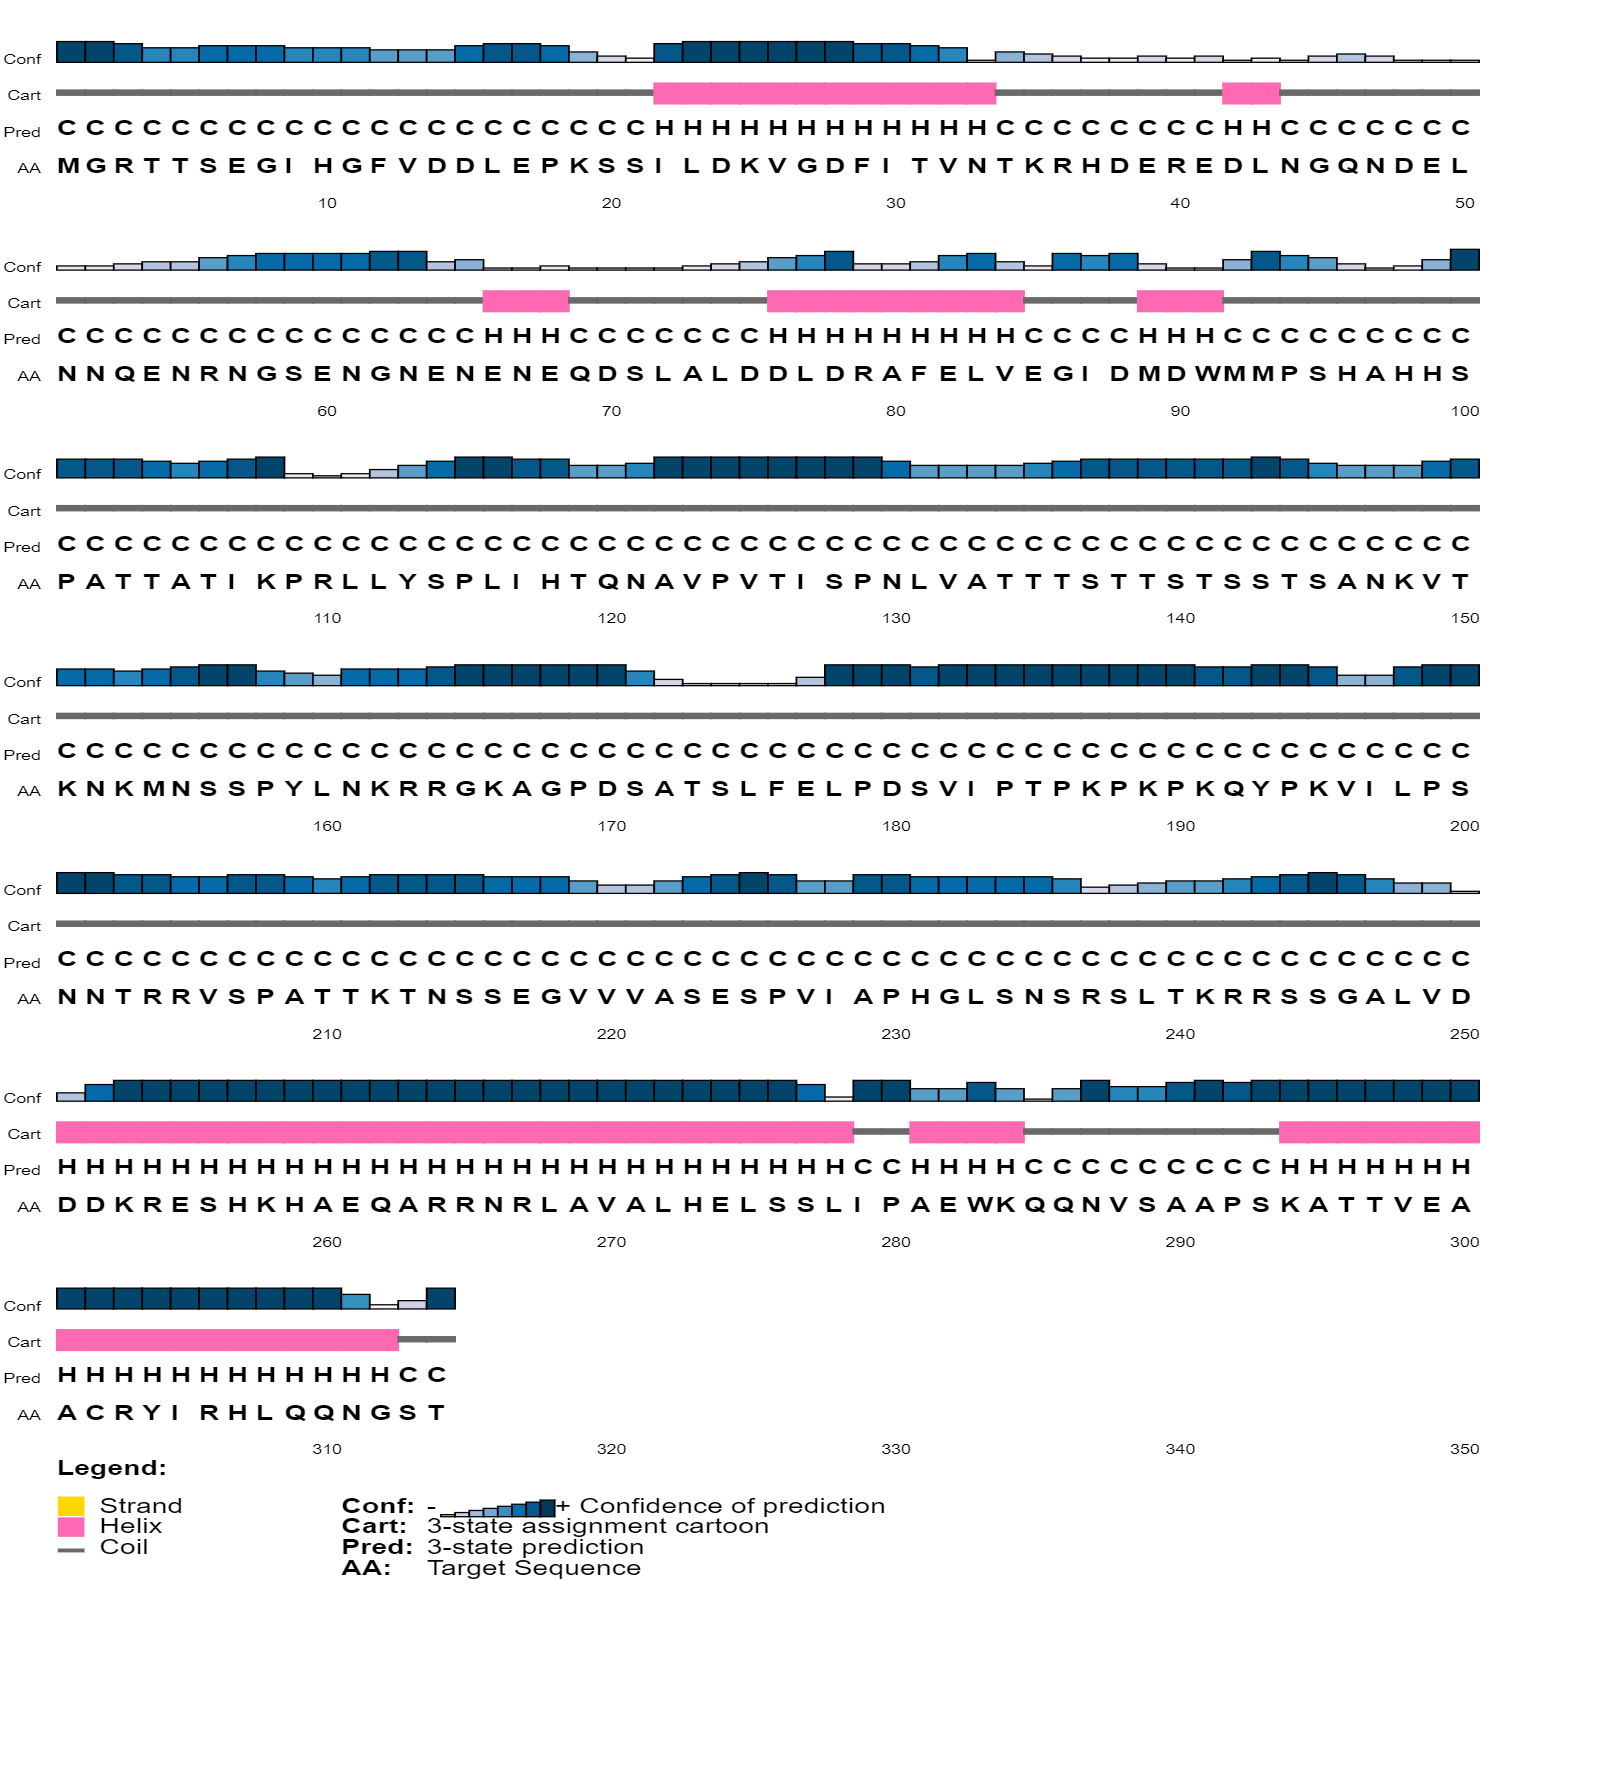 Conf
Cart
Pred C C C C C C C C C C C C C C C C C C C C C H H H H H H H H H H H H C C C C C C C C H H C C C C C C C
AA M G R T T S E G I H G F V D D L E P K S S I L D K V G D F I T V N T K R H D E R E D L N G Q N D E L
10 20 30 40 50
Conf
Cart
Pred C C C C C C C C C C C C C C C H H H C C C C C C C H H H H H H H H H C C C C H H H C C C C C C C C C
AA N N Q E N R N G S E N G N E N E N E Q D S L A L D D L D R A F E L V E G I D M D W M M P S H A H H S
60 70 80 90 100
Conf
Cart
Pred C C C C C C C C C C C C C C C C C C C C C C C C C C C C C C C C C C C C C C C C C C C C C C C C C C
AA P A T T A T I K P R L L Y S P L I H T Q N A V P V T I S P N L V A T T T S T T S T S S T S A N K V T
110 120 130 140 150
Conf
Cart
Pred C C C C C C C C C C C C C C C C C C C C C C C C C C C C C C C C C C C C C C C C C C C C C C C C C C
AA K N K M N S S P Y L N K R R G K A G P D S A T S L F E L P D S V I P T P K P K P K Q Y P K V I L P S
160 170 180 190 200
Conf
Cart
Pred C C C C C C C C C C C C C C C C C C C C C C C C C C C C C C C C C C C C C C C C C C C C C C C C C C
AA N N T R R V S P A T T K T N S S E G V V V A S E S P V I A P H G L S N S R S L T K R R S S G A L V D
210 220 230 240 250
Conf
Cart
Pred H H H H H H H H H H H H H H H H H H H H H H H H H H H H C C H H H H C C C C C C C C C H H H H H H H
AA D D K R E S H K H A E Q A R R N R L A V A L H E L S S L I P A E W K Q Q N V S A A P S K A T T V E A
260 270 280 290 300
Conf
Cart
Pred H H H H H H H H H H H H C C
AA A C R Y I R H L Q Q N G S T
310 320 330 340 350
Legend:
Strand Conf: - + Confidence of prediction
Helix Cart: 3-state assignment cartoon
Coil Pred: 3-state prediction
AA: Target Sequence